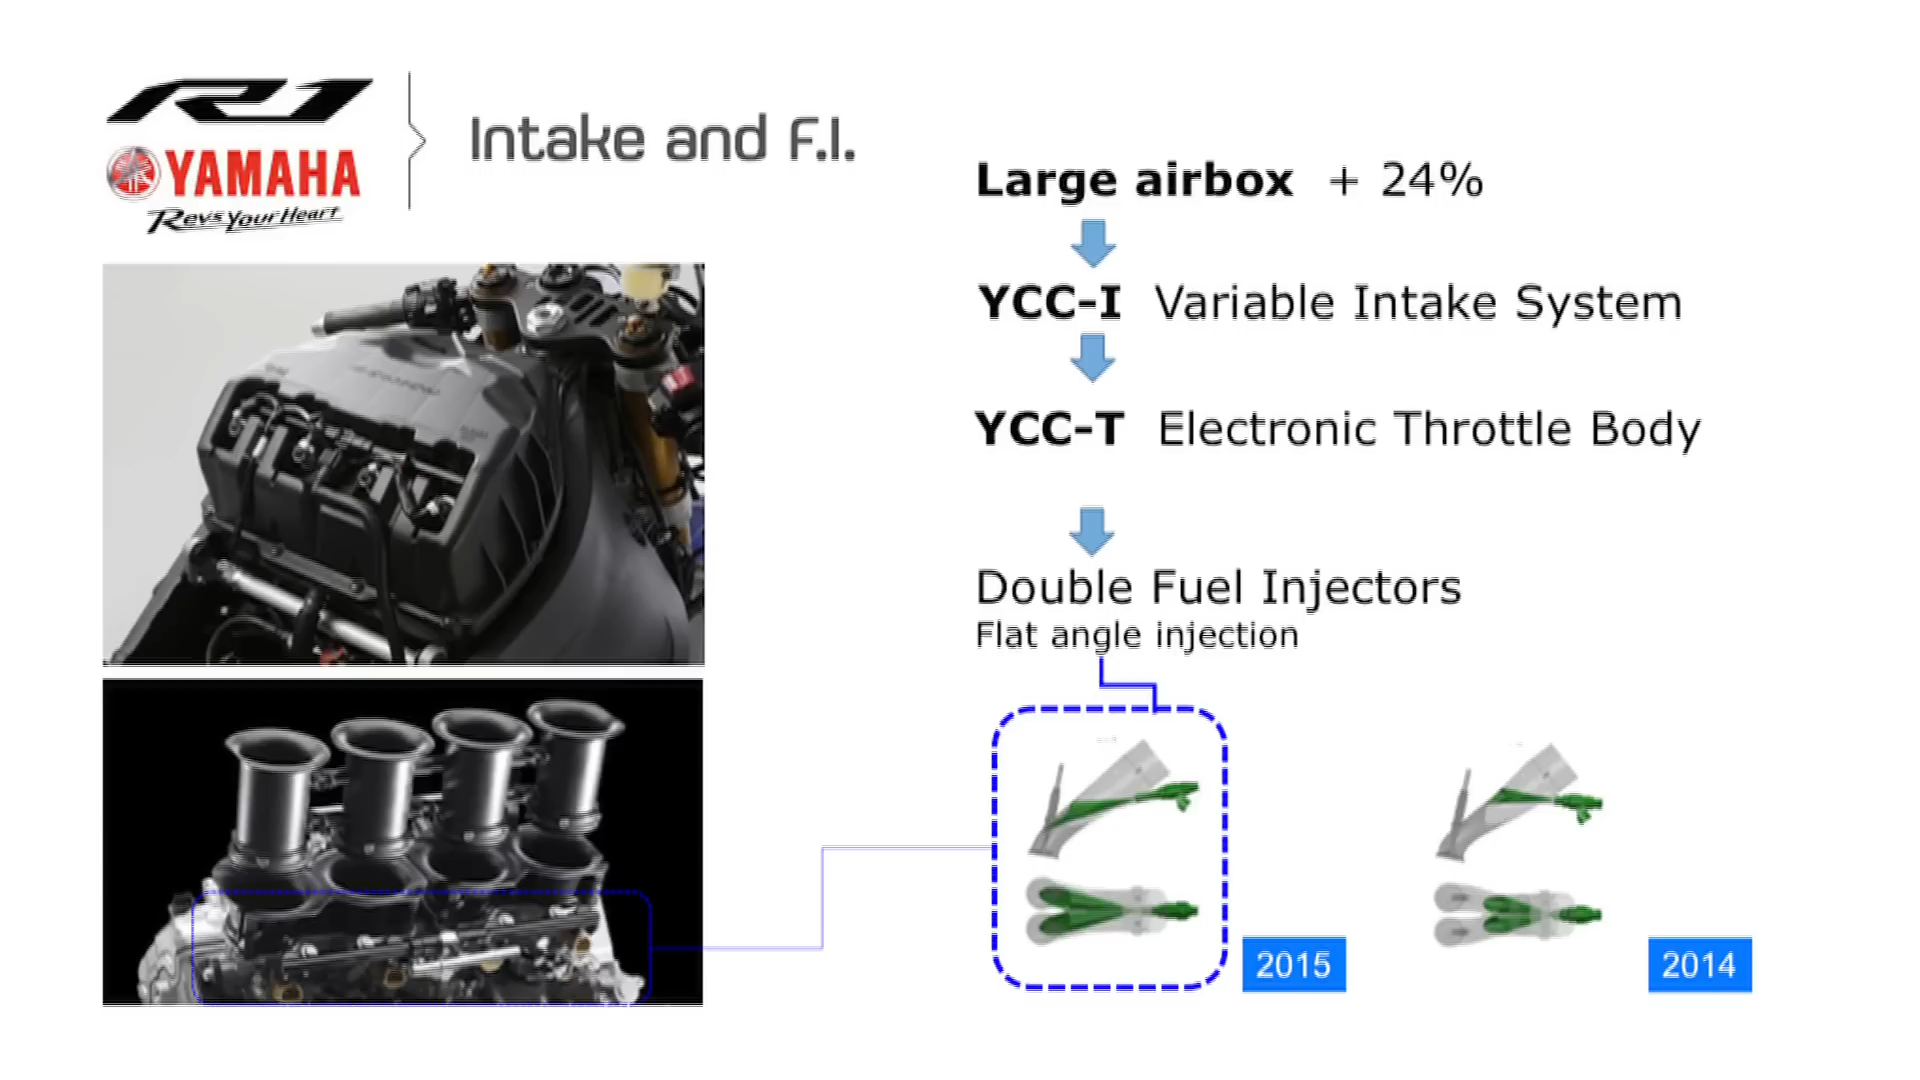 R1
YAMAHA
Revs Your Heart
Intake and F.I.
Large airbox + 24%
YCC-I Variable Intake System
YCC-T Electronic Throttle Body
Double Fuel Injectors
Flat angle injection
2015
2014